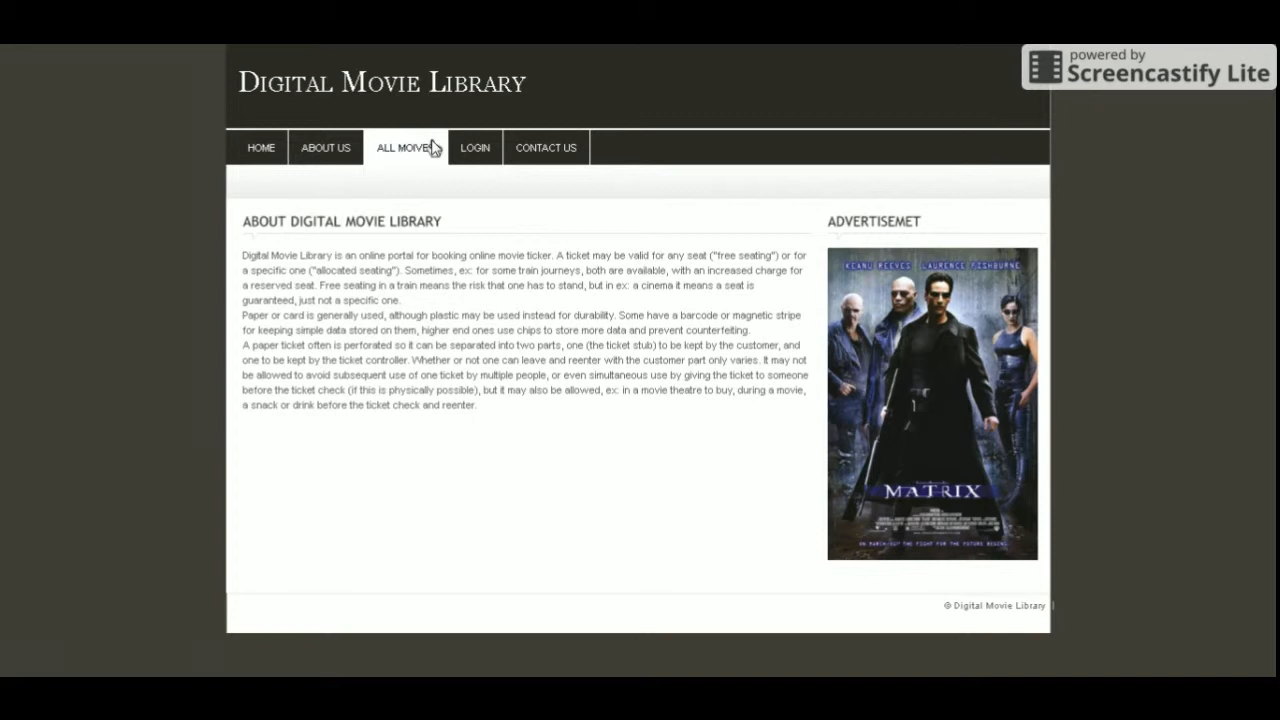 powered by
Screencastify Lite
DIGITAL MOVIE LIBRARY
HOME ABOUT US ALL MOIVES LOGIN CONTACT US
ABOUT DIGITAL MOVIE LIBRARY
Digital Movie Library is an online portal for booking online movie ticker. A ticket may be valid for any seat ("free seating") or for
a specific one ("allocated seating"). Sometimes, ex: for some train journeys, both are available, with an increased charge for
a reserved seat. Free seating in a train means the risk that one has to stand, but in ex: a cinema it means a seat is
guaranteed, just not a specific one.
Paper or card is generally used, although plastic may be used instead for durability. Some have a barcode or magnetic stripe
for keeping simple data stored on them, higher end ones use chips to store more data and prevent counterfeiting.
A paper ticket often is perforated so it can be separated into two parts, one (the ticket stub) to be kept by the customer, and
one to be kept by the ticket controller. Whether or not one can leave and reenter with the customer part only varies. It may not
be allowed to avoid subsequent use of one ticket by multiple people, or even simultaneous use by giving the ticket to someone
before the ticket check (if this is physically possible), but it may also be allowed, ex: in a movie theatre to buy, during a movie,
a snack or drink before the ticket check and reenter.
ADVERTISEMET
KEANU REEVES LAURENCE FISHBURNE
MATRIX
ON MARCH 31ST THE FIGHT FOR THE FUTURE BEGINS.
© Digital Movie Library |